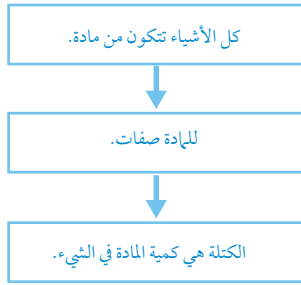 كل الأشياء تتكون من مادة.
للمادة صفات.
الكتلة هي كمية المادة في الشيء.